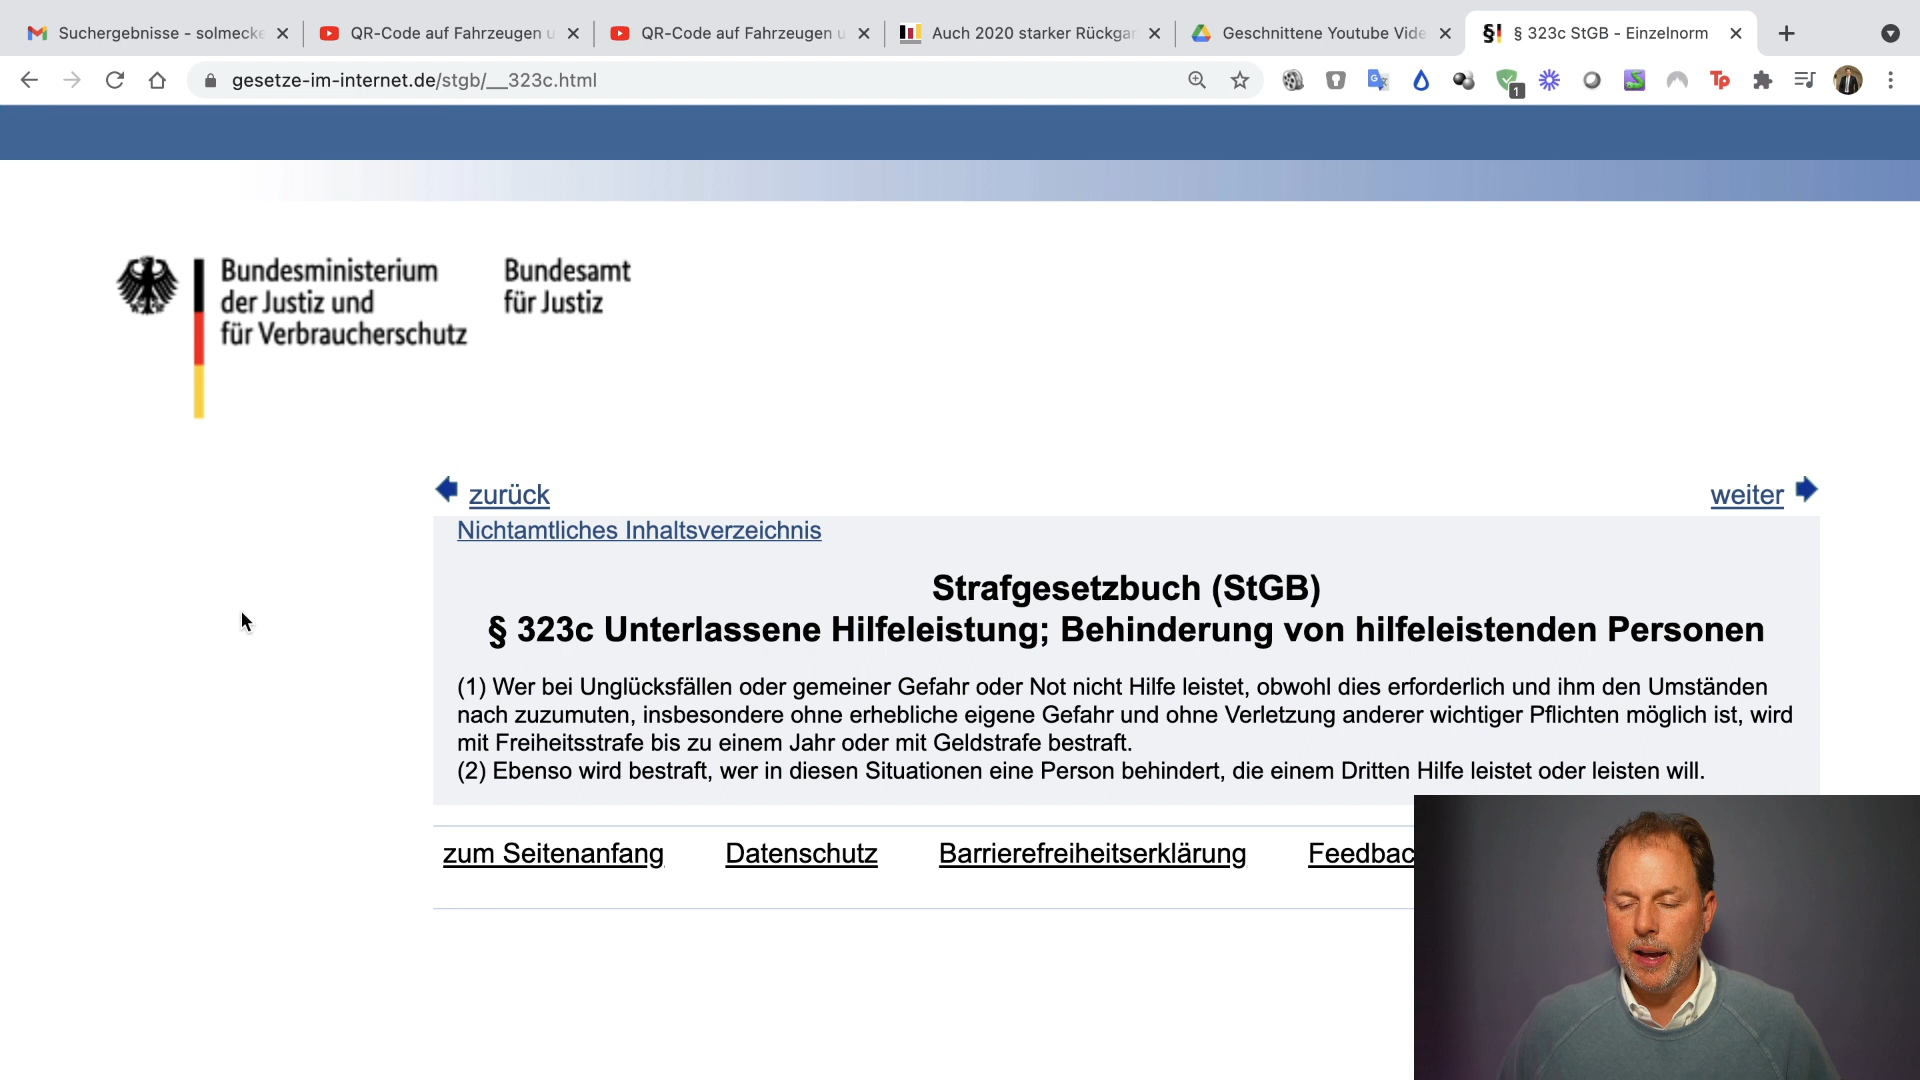 Suchergebnisse - solmecke
QR-Code auf Fahrzeugen u
QR-Code auf Fahrzeugen u
Auch 2020 starker Rückgan
Geschnittene Youtube Vide
§ 323c StGB - Einzelnorm
gesetze-im-internet.de/stgb/__323c.html
1
Bundesministerium
der Justiz und
für Verbraucherschutz
Bundesamt
für Justiz
zurück
weiter
Nichtamtliches Inhaltsverzeichnis
Strafgesetzbuch (StGB)
§ 323c Unterlassene Hilfeleistung; Behinderung von hilfeleistenden Personen
(1) Wer bei Unglücksfällen oder gemeiner Gefahr oder Not nicht Hilfe leistet, obwohl dies erforderlich und ihm den Umständen
nach zuzumuten, insbesondere ohne erhebliche eigene Gefahr und ohne Verletzung anderer wichtiger Pflichten möglich ist, wird
mit Freiheitsstrafe bis zu einem Jahr oder mit Geldstrafe bestraft.
(2) Ebenso wird bestraft, wer in diesen Situationen eine Person behindert, die einem Dritten Hilfe leistet oder leisten will.
zum Seitenanfang
Datenschutz
Barrierefreiheitserklärung
Feedbac